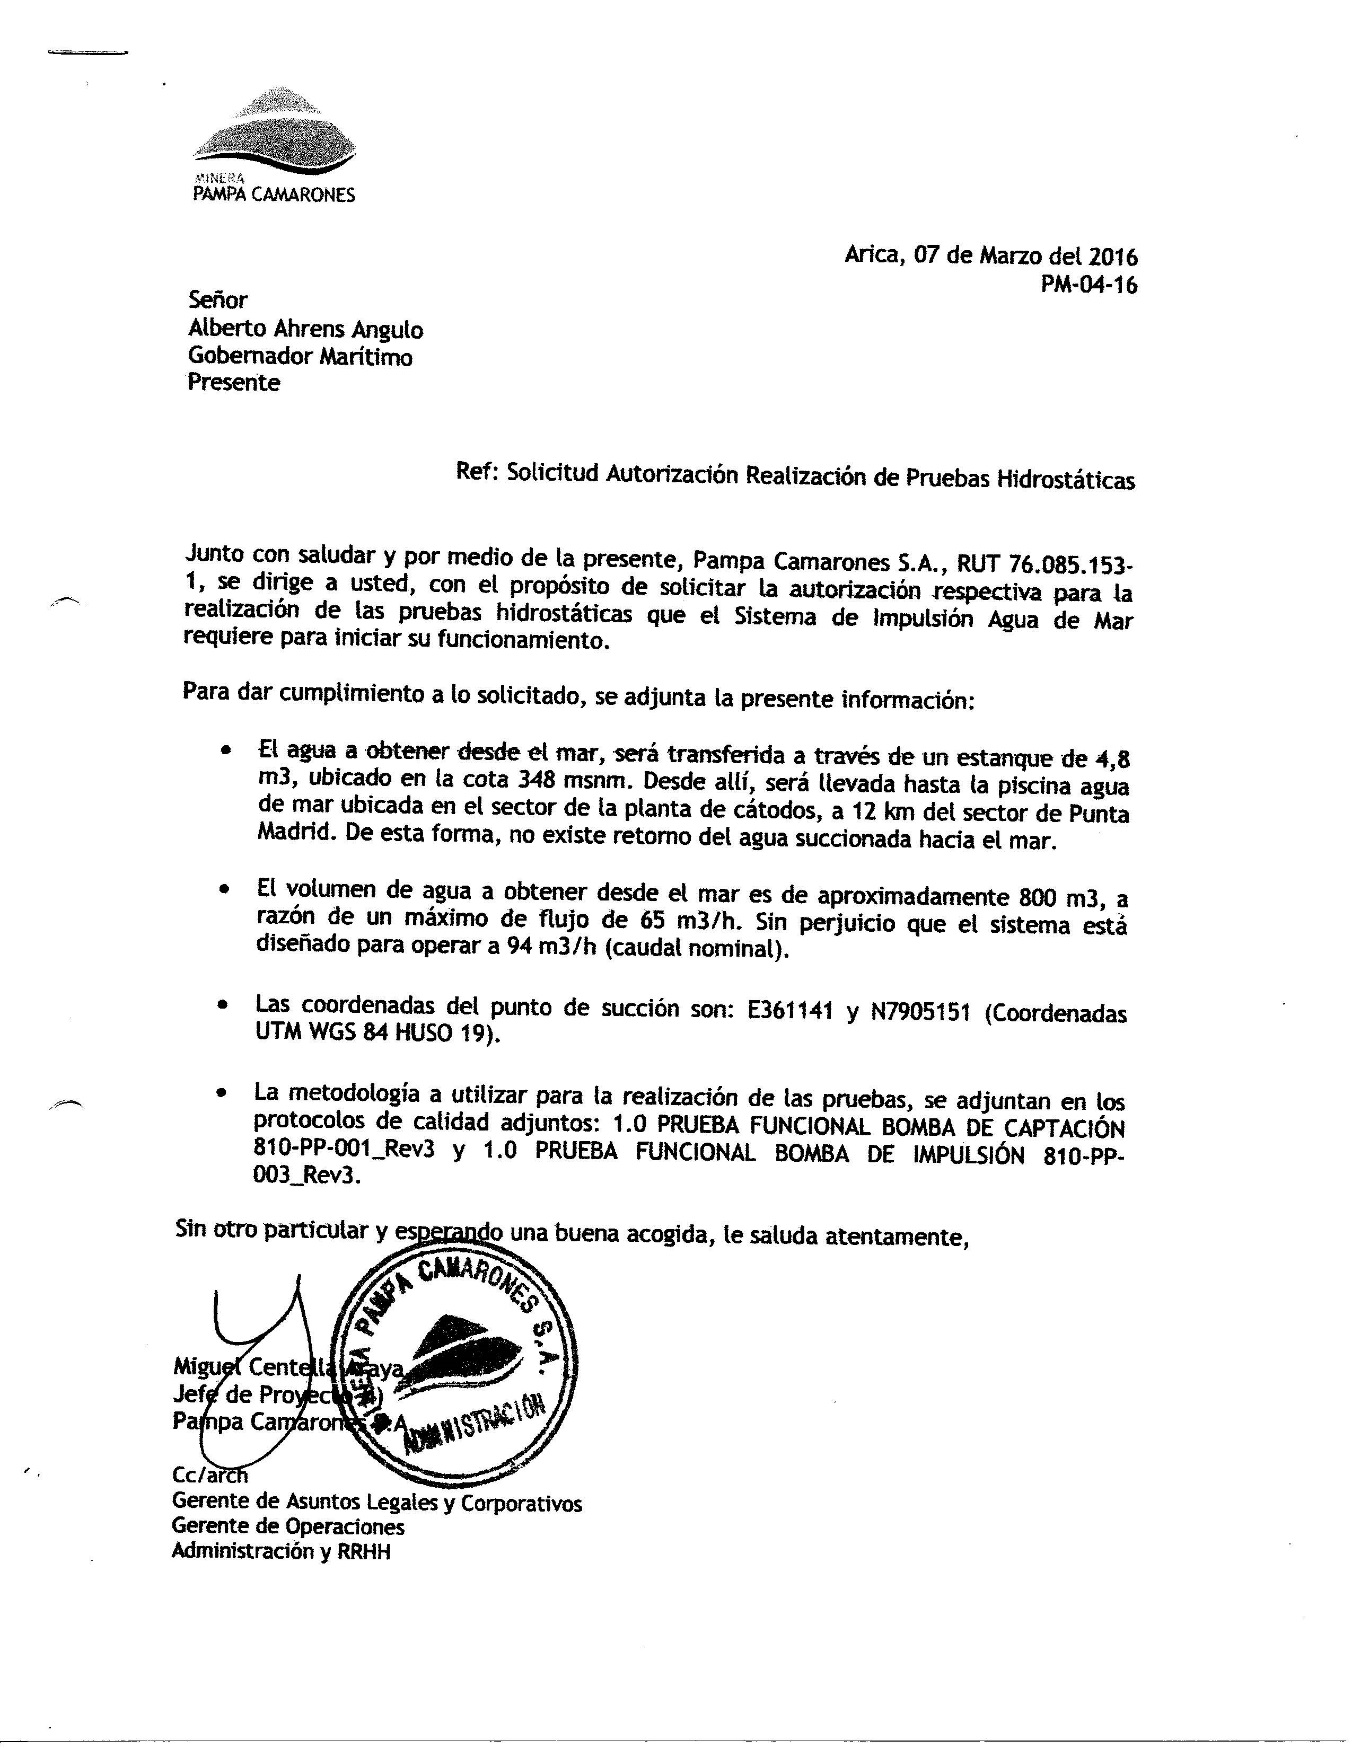 MINERA
PAMPA CAMARONES
Arica, 07 de Marzo del 2016
PM-04-16
Señor
Alberto Ahrens Angulo
Gobernador Marítimo
Presente
Ref: Solicitud Autorización Realización de Pruebas Hidrostáticas
Junto con saludar y por medio de la presente, Pampa Camarones S.A., RUT 76.085.153-
1, se dirige a usted, con el propósito de solicitar la autorización respectiva para la
realización de las pruebas hidrostáticas que el Sistema de Impulsión Agua de Mar
requiere para iniciar su funcionamiento.
Para dar cumplimiento a lo solicitado, se adjunta la presente información:
• El agua a obtener desde el mar, será transferida a través de un estanque de 4,8
m3, ubicado en la cota 348 msnm. Desde allí, será llevada hasta la piscina agua
de mar ubicada en el sector de la planta de cátodos, a 12 km del sector de Punta
Madrid. De esta forma, no existe retorno del agua succionada hacia el mar.
• El volumen de agua a obtener desde el mar es de aproximadamente 800 m3, a
razón de un máximo de flujo de 65 m3/h. Sin perjuicio que el sistema está
diseñado para operar a 94 m3/h (caudal nominal).
• Las coordenadas del punto de succión son: E361141 y N7905151 (Coordenadas
UTM WGS 84 HUSO 19).
• La metodología a utilizar para la realización de las pruebas, se adjuntan en los
protocolos de calidad adjuntos: 1.0 PRUEBA FUNCIONAL BOMBA DE CAPTACIÓN
810-PP-001_Rev3 y 1.0 PRUEBA FUNCIONAL BOMBA DE IMPULSIÓN 810-PP-
003_Rev3.
Sin otro particular y esperando una buena acogida, le saluda atentamente,
MINERA PAMPA CAMARONES S.A.
ADMINISTRACIÓN
Miguel Centella Araya
Jefe de Proyecto
Pampa Camarones S.A
Cc/arch
Gerente de Asuntos Legales y Corporativos
Gerente de Operaciones
Administración y RRHH